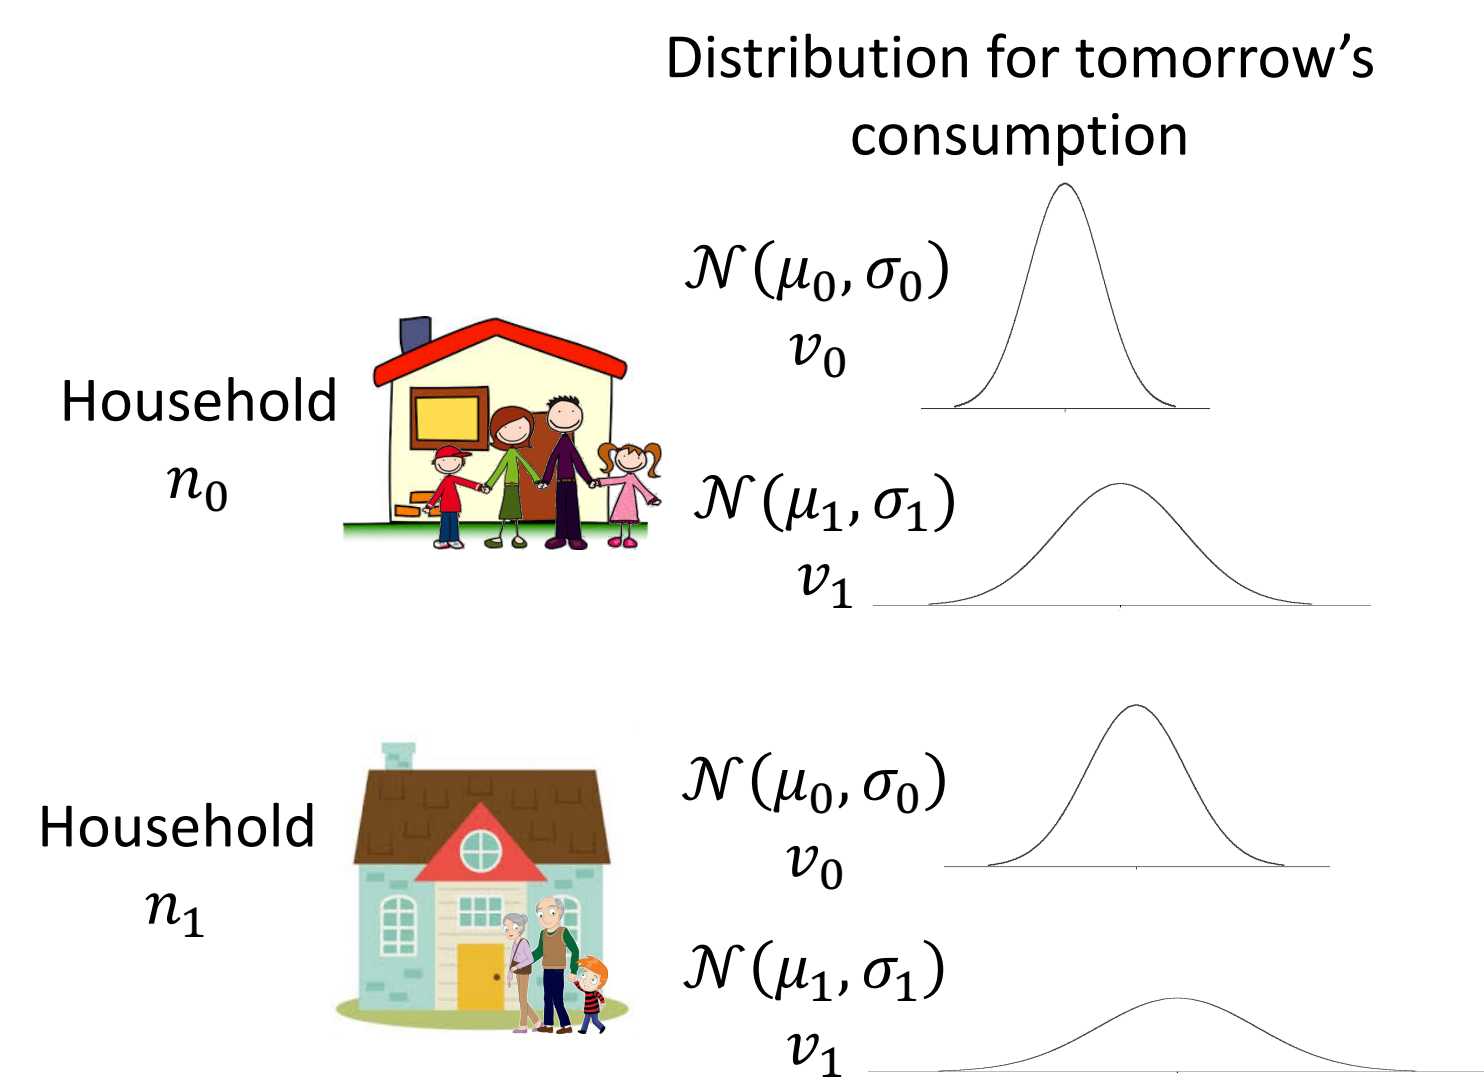 Distribution for tomorrow’s
consumption
Household
n₀
𝒩(μ₀, σ₀)
v₀
𝒩(μ₁, σ₁)
v₁
Household
n₁
𝒩(μ₀, σ₀)
v₀
𝒩(μ₁, σ₁)
v₁